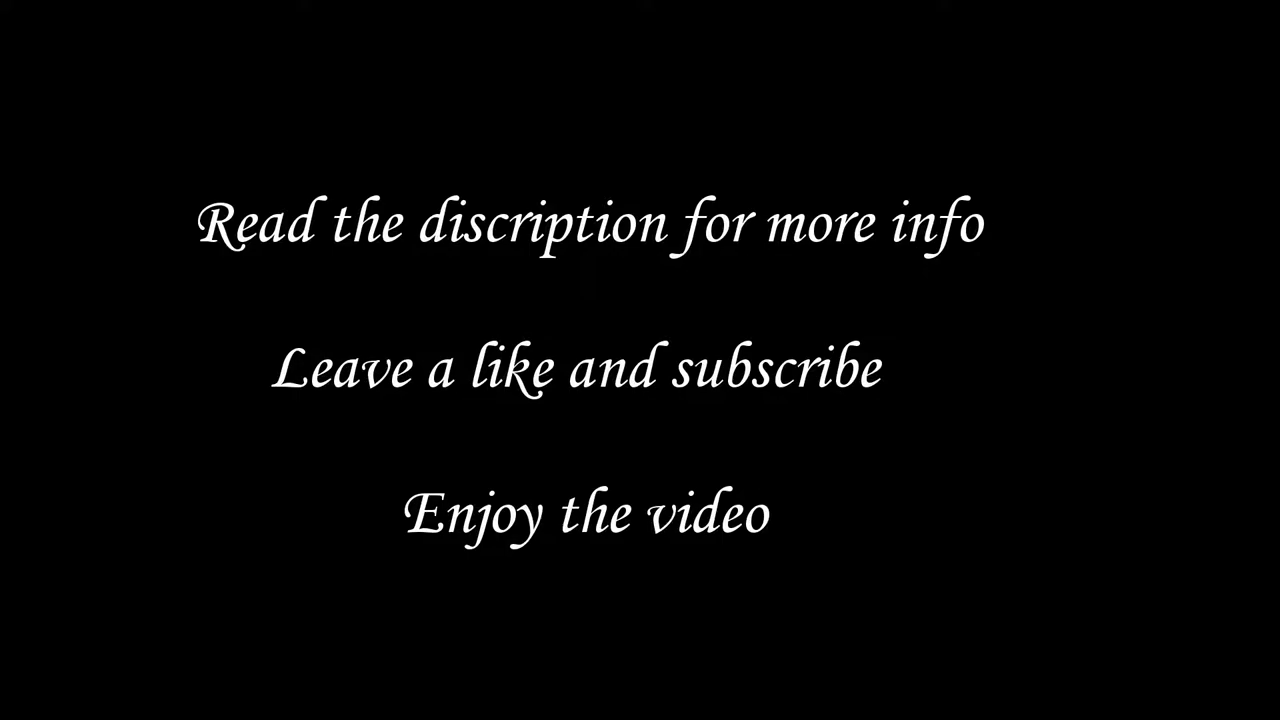 Read the discription for more info
Leave a like and subscribe
Enjoy the video